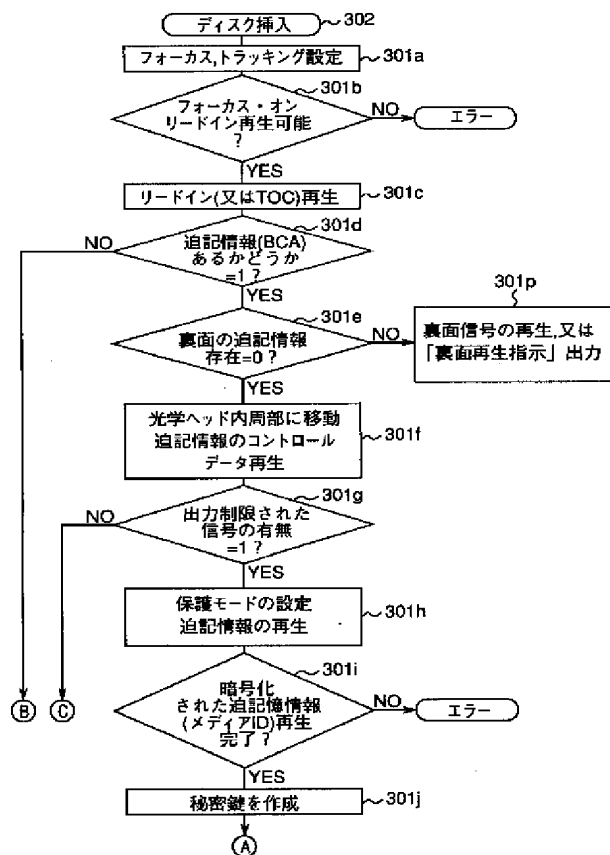 ディスク挿入
302
フォーカス,トラッキング設定
301a
301b
フォーカス・オン
リードイン再生可能
?
NO
エラー
YES
リードイン(又はTOC)再生
301c
301d
NO
追記情報(BCA)
あるかどうか
=1?
YES
301e
301p
裏面の追記情報
存在=0?
NO
裏面信号の再生,又は
「裏面再生指示」出力
YES
光学ヘッド内周部に移動
追記情報のコントロール
データ再生
301f
301g
NO
出力制限された
信号の有無
=1?
YES
保護モードの設定
追記情報の再生
301h
301i
暗号化
された追記憶情報
(メディアID)再生
完了?
NO
エラー
B
C
YES
秘密鍵を作成
301j
A